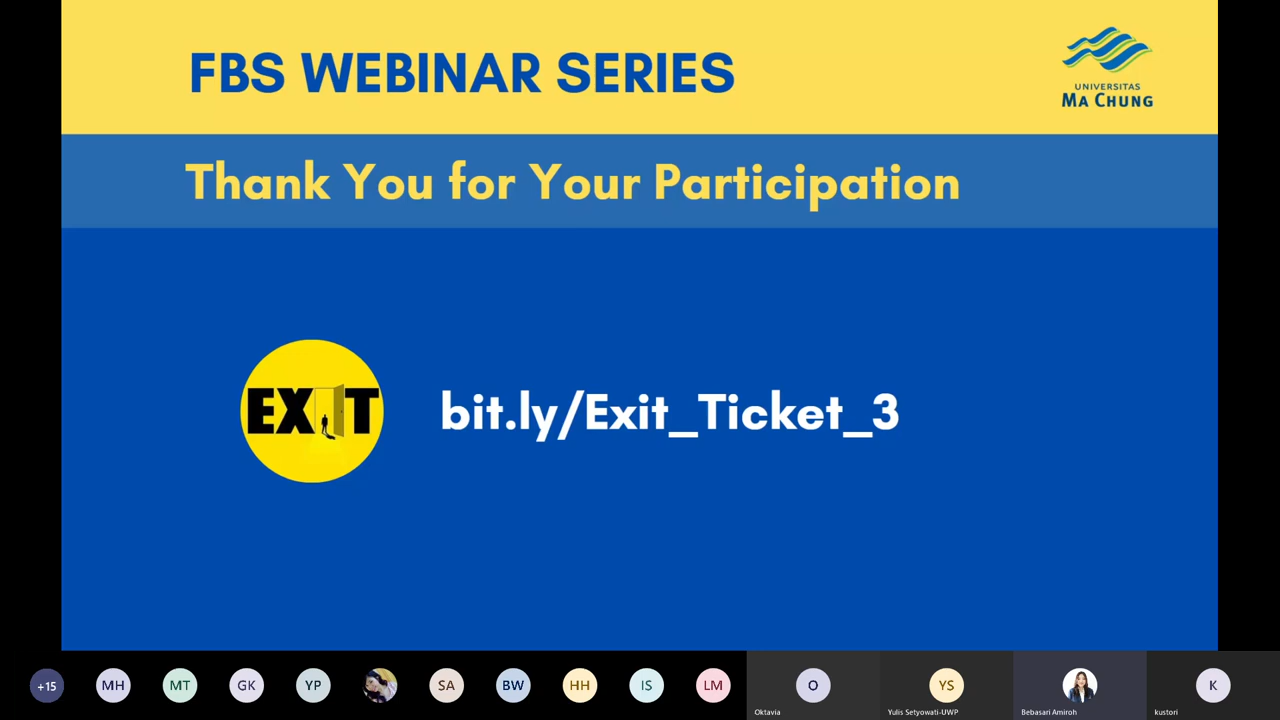 FBS WEBINAR SERIES
UNIVERSITAS
MA CHUNG
Thank You for Your Participation
EXIT
bit.ly/Exit_Ticket_3
+15
MH
MT
GK
YP
SA
BW
HH
IS
LM
O
YS
K
Oktavia
Yulis Setyowati-UWP
Bebasari Amiroh
kustori